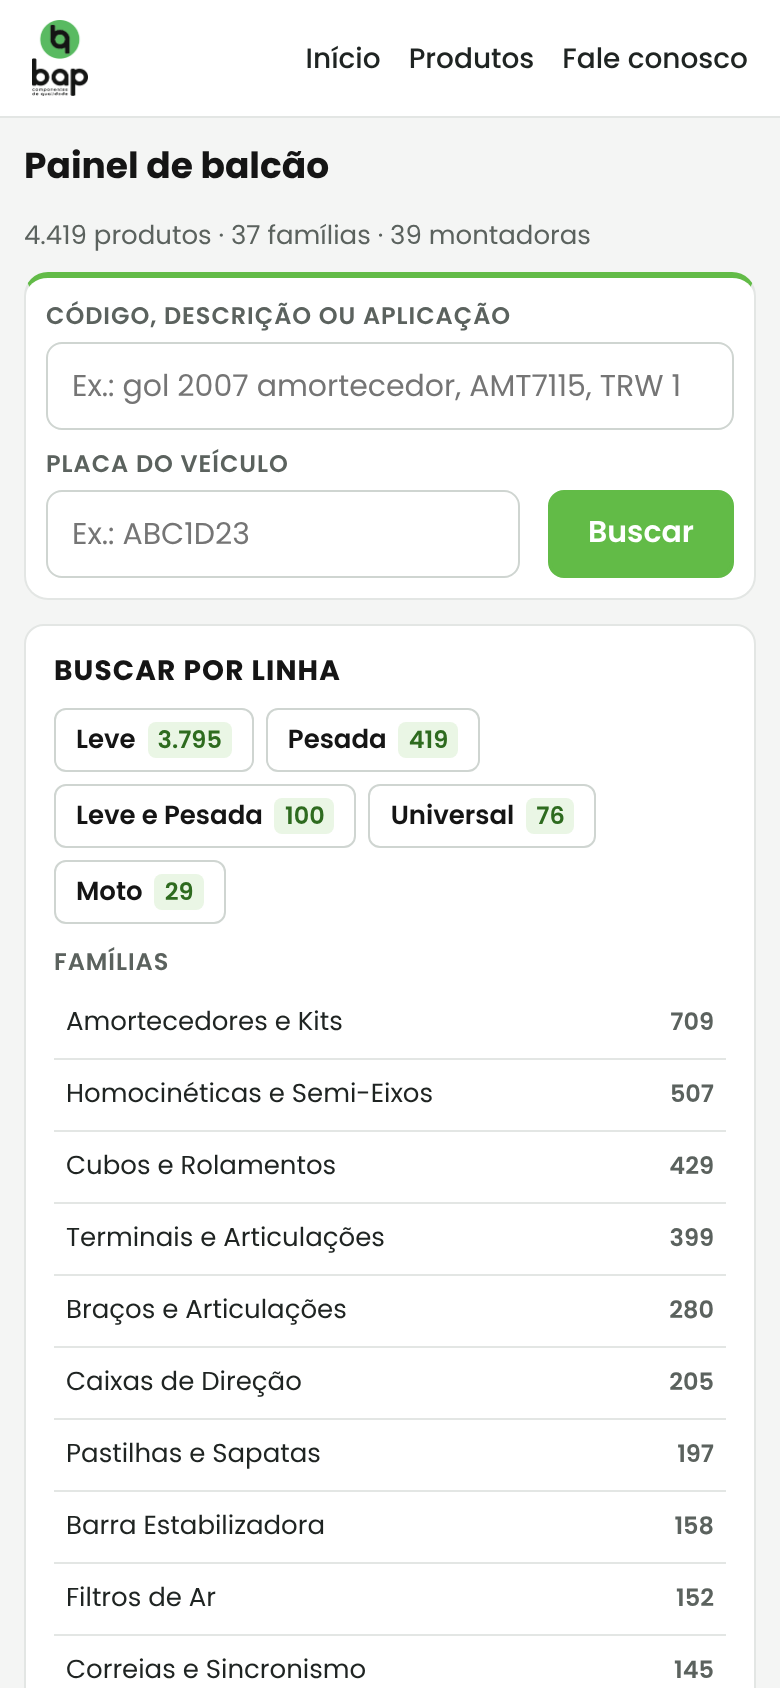 bap
componentes
de qualidade
Início Produtos Fale conosco
Painel de balcão
4.419 produtos · 37 famílias · 39 montadoras
CÓDIGO, DESCRIÇÃO OU APLICAÇÃO
Ex.: gol 2007 amortecedor, AMT7115, TRW 1
PLACA DO VEÍCULO
Ex.: ABC1D23
Buscar
BUSCAR POR LINHA
Leve 3.795
Pesada 419
Leve e Pesada 100
Universal 76
Moto 29
FAMÍLIAS
Amortecedores e Kits 709
Homocinéticas e Semi-Eixos 507
Cubos e Rolamentos 429
Terminais e Articulações 399
Braços e Articulações 280
Caixas de Direção 205
Pastilhas e Sapatas 197
Barra Estabilizadora 158
Filtros de Ar 152
Correias e Sincronismo 145